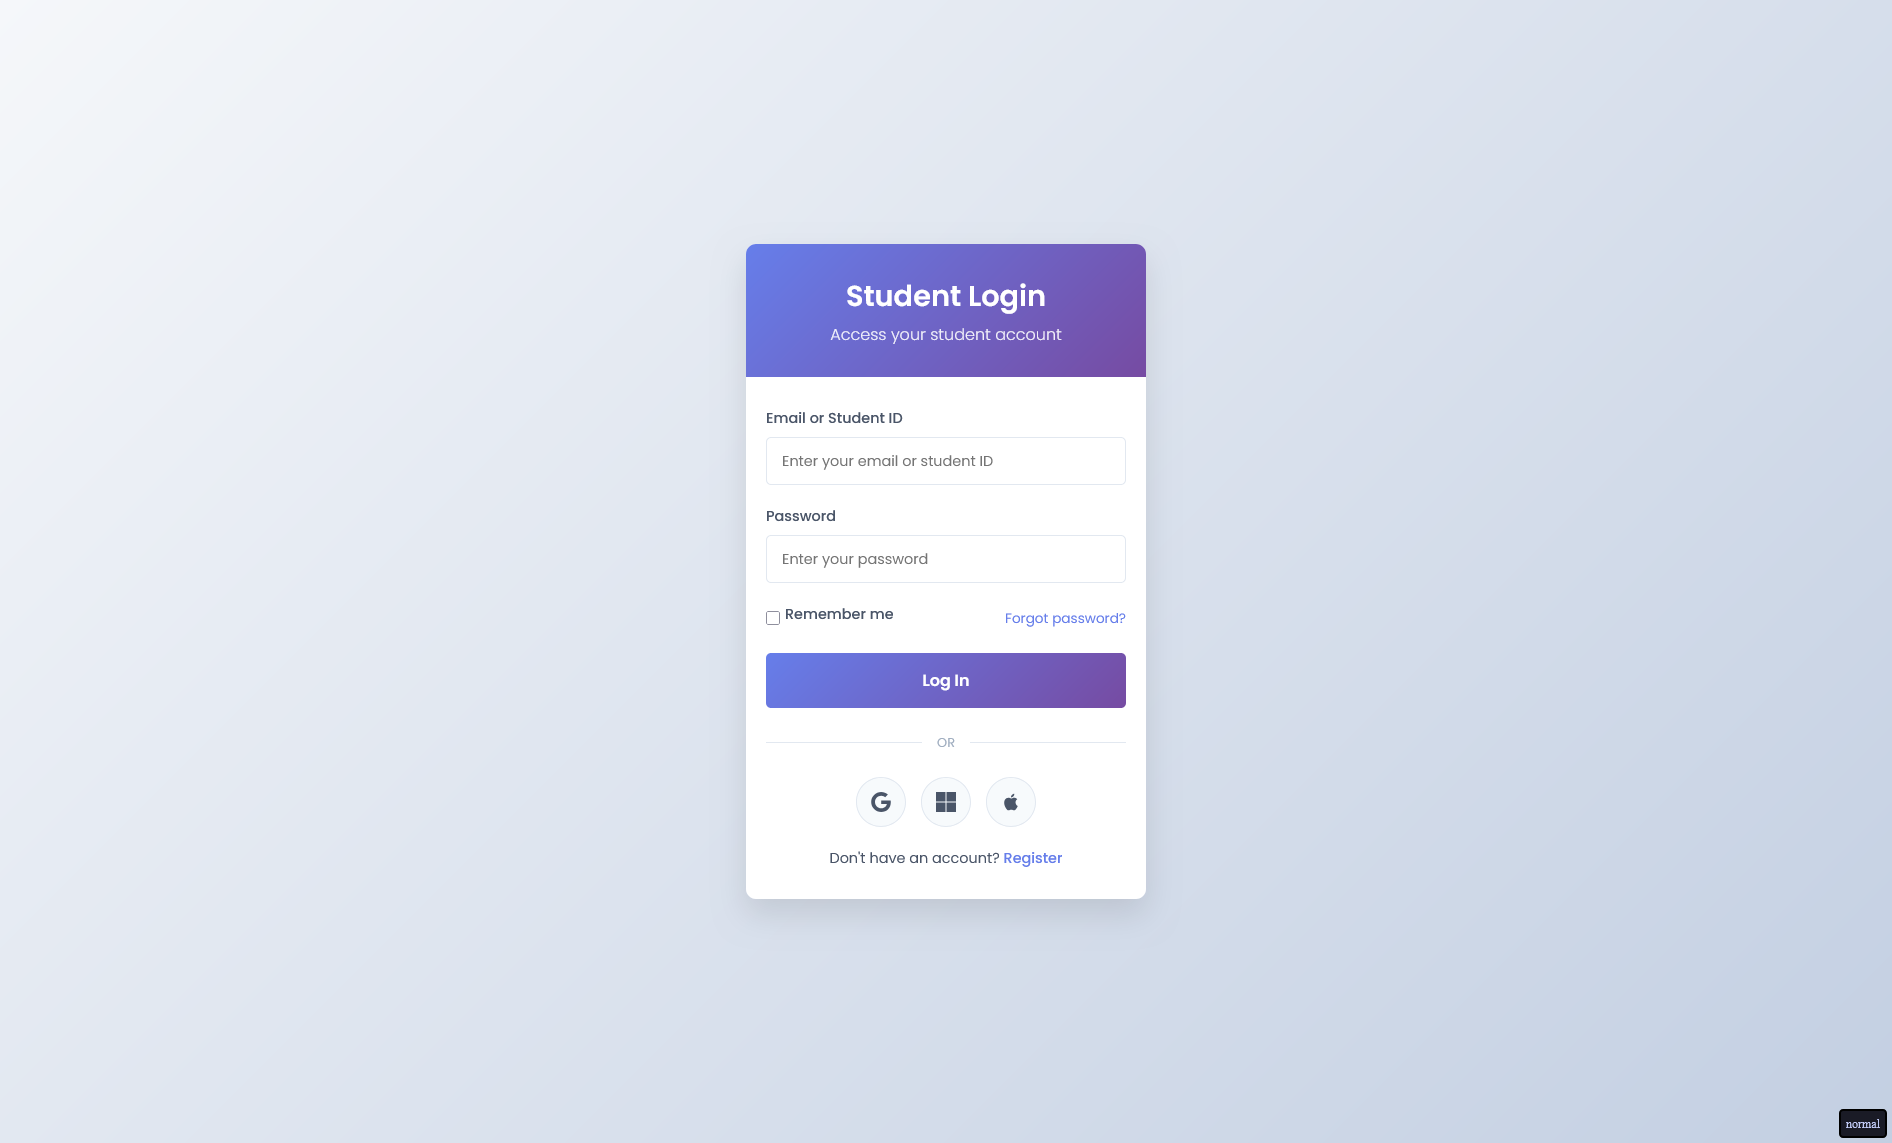 Student Login
Access your student account
Email or Student ID
Enter your email or student ID
Password
Enter your password
Remember me
Forgot password?
Log In
OR
Don't have an account? Register
normal